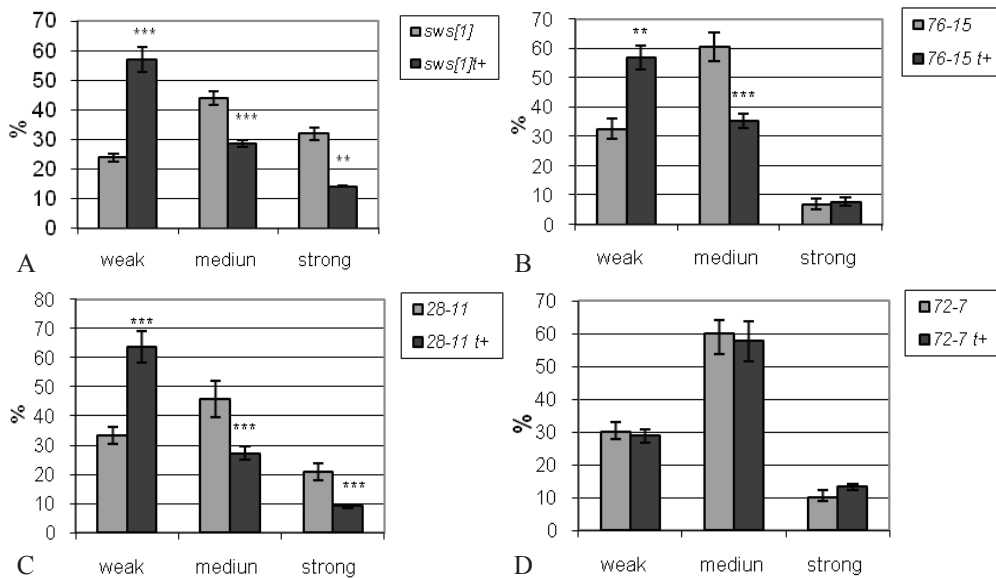 70
60
50
40
30
20
10
0
%
***
***
**
weak
mediun
strong
sws[1]
sws[1]t+
A
70
60
50
40
30
20
10
0
%
**
***
weak
mediun
strong
76-15
76-15 t+
B
80
70
60
50
40
30
20
10
0
%
***
***
***
weak
mediun
strong
28-11
28-11 t+
C
70
60
50
40
30
20
10
0
%
weak
mediun
strong
72-7
72-7 t+
D